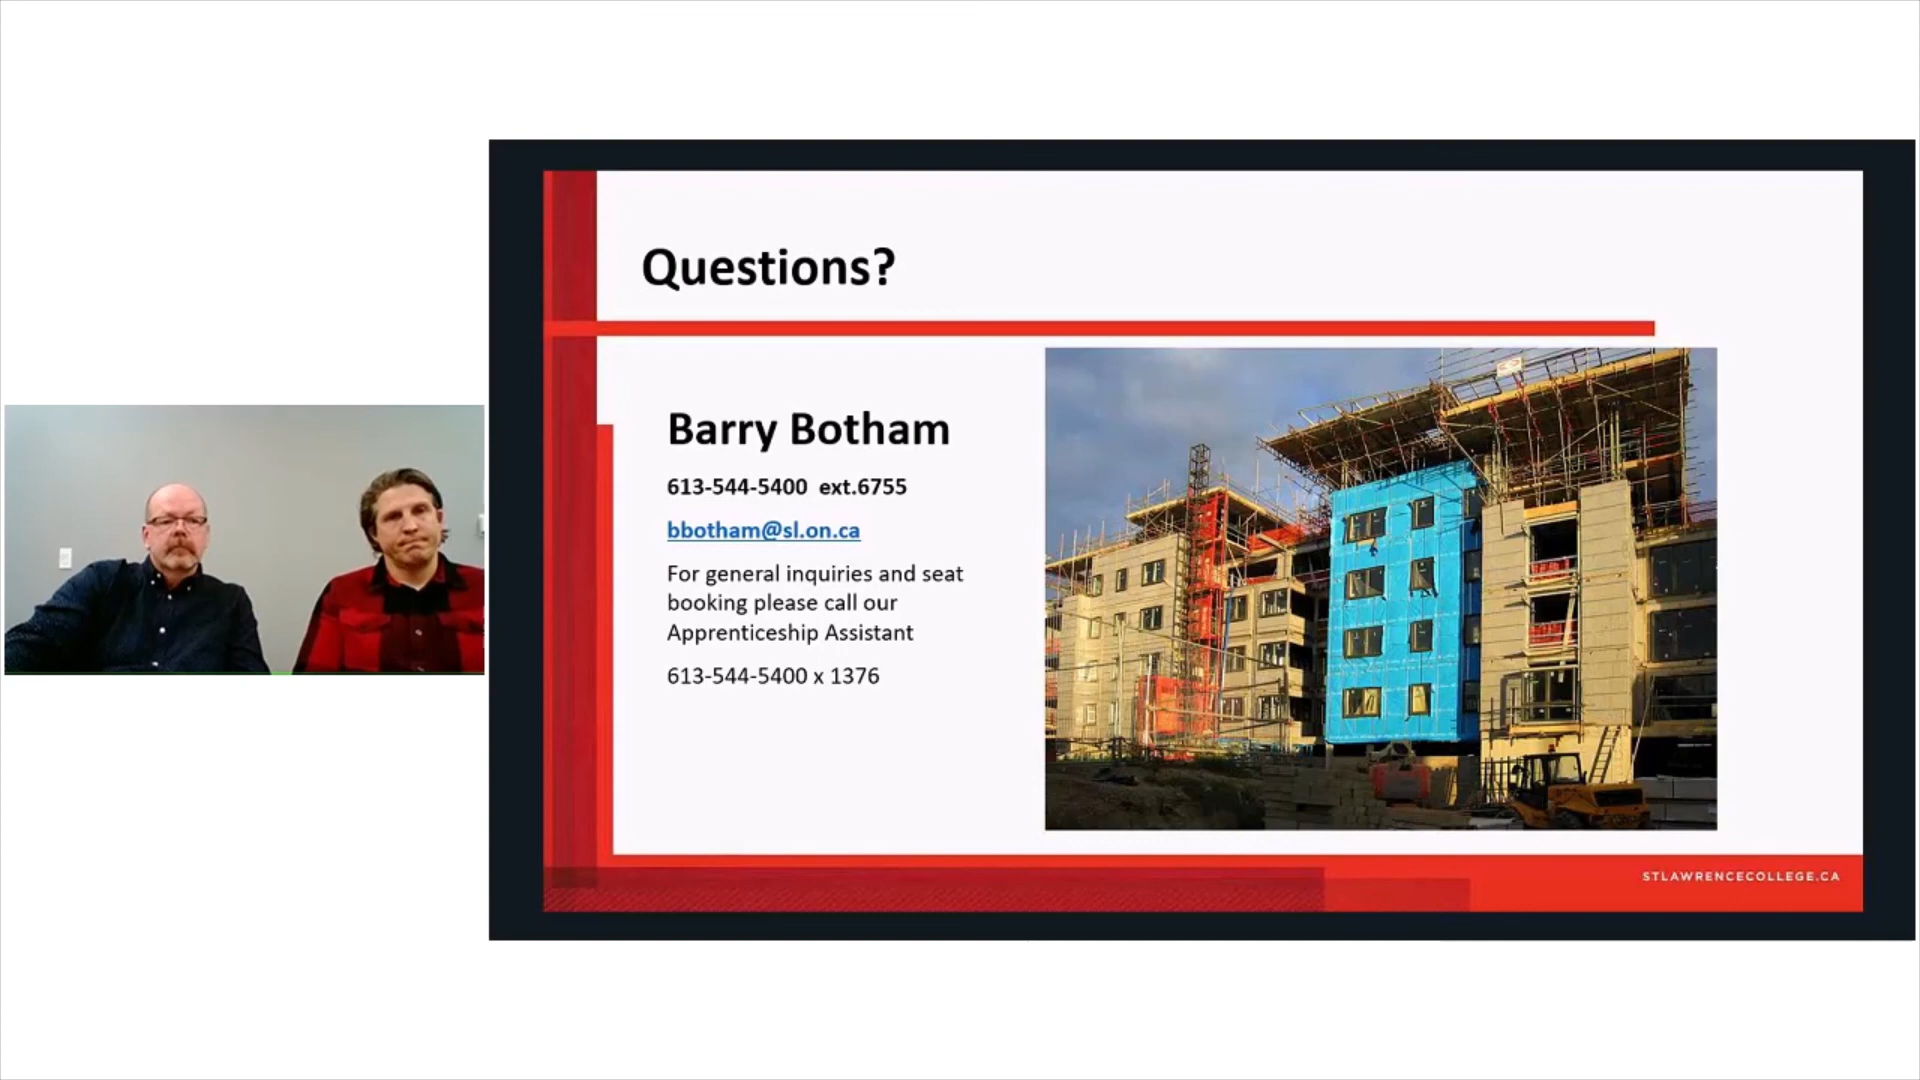 Questions?
Barry Botham
613-544-5400 ext.6755
bbotham@sl.on.ca
For general inquiries and seat
booking please call our
Apprenticeship Assistant
613-544-5400 x 1376
STLAWRENCECOLLEGE.CA